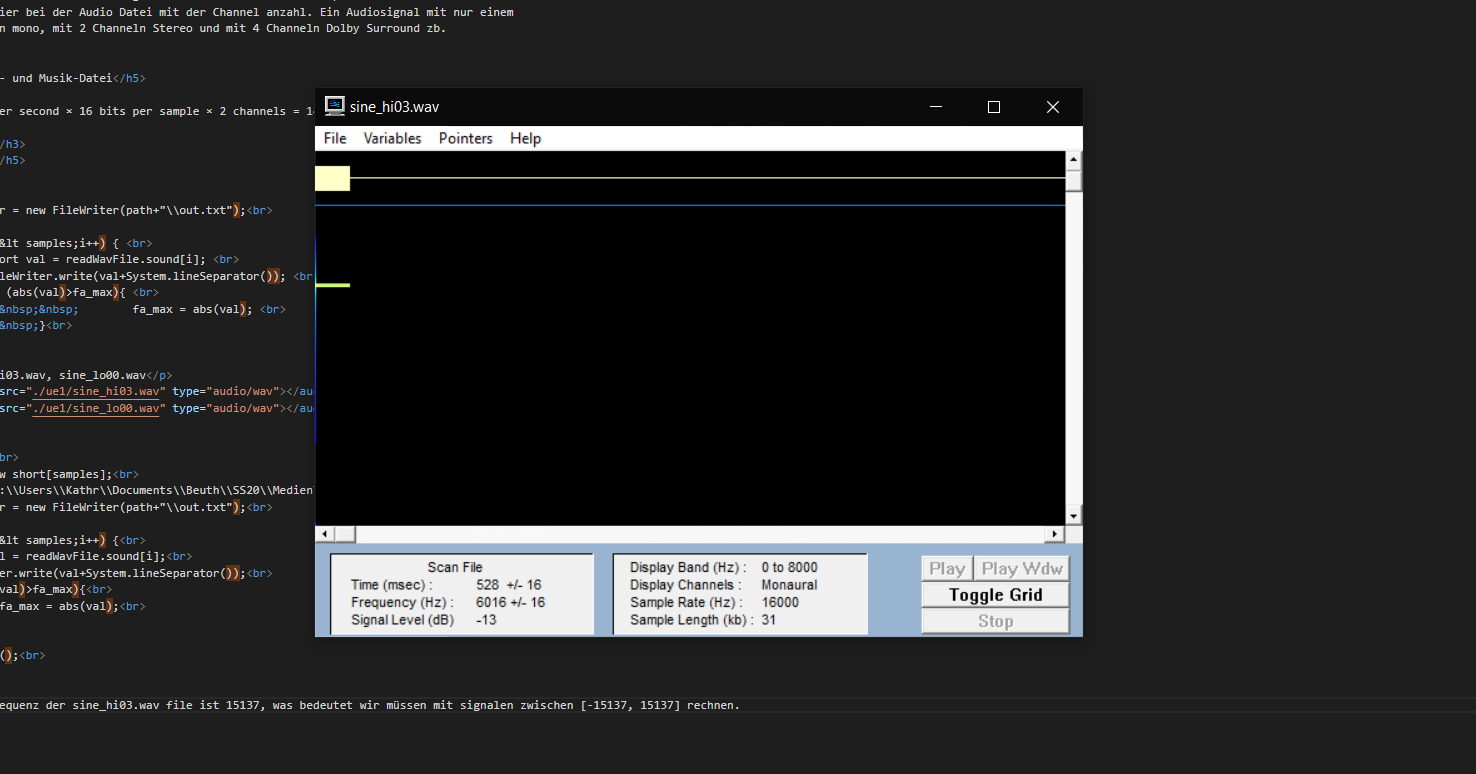 ier bei der Audio Datei mit der Channel anzahl. Ein Audiosignal mit nur einem
n mono, mit 2 Channeln Stereo und mit 4 Channeln Dolby Surround zb.
- und Musik-Datei</h5>
er second × 16 bits per sample × 2 channels = 1
/h3>
/h5>
r = new FileWriter(path+"\\out.txt");<br>
&lt samples;i++) { <br>
ort val = readWavFile.sound[i]; <br>
leWriter.write(val+System.lineSeparator()); <br
(abs(val)>fa_max){ <br>
&nbsp;&nbsp; fa_max = abs(val); <br>
&nbsp;}<br>
i03.wav, sine_lo00.wav</p>
src="./ue1/sine_hi03.wav" type="audio/wav"></au
src="./ue1/sine_lo00.wav" type="audio/wav"></au
br>
w short[samples];<br>
:\\Users\\Kathr\\Documents\\Beuth\\SS20\\Medien
r = new FileWriter(path+"\\out.txt");<br>
&lt samples;i++) {<br>
l = readWavFile.sound[i];<br>
er.write(val+System.lineSeparator());<br>
val)>fa_max){<br>
fa_max = abs(val);<br>
();<br>
equenz der sine_hi03.wav file ist 15137, was bedeutet wir müssen mit signalen zwischen [-15137, 15137] rechnen.
sine_hi03.wav
File Variables Pointers Help
Scan File
Time (msec) : 528 +/- 16
Frequency (Hz) : 6016 +/- 16
Signal Level (dB) -13
Display Band (Hz) : 0 to 8000
Display Channels : Monaural
Sample Rate (Hz) : 16000
Sample Length (kb) : 31
Play Play Wdw
Toggle Grid
Stop